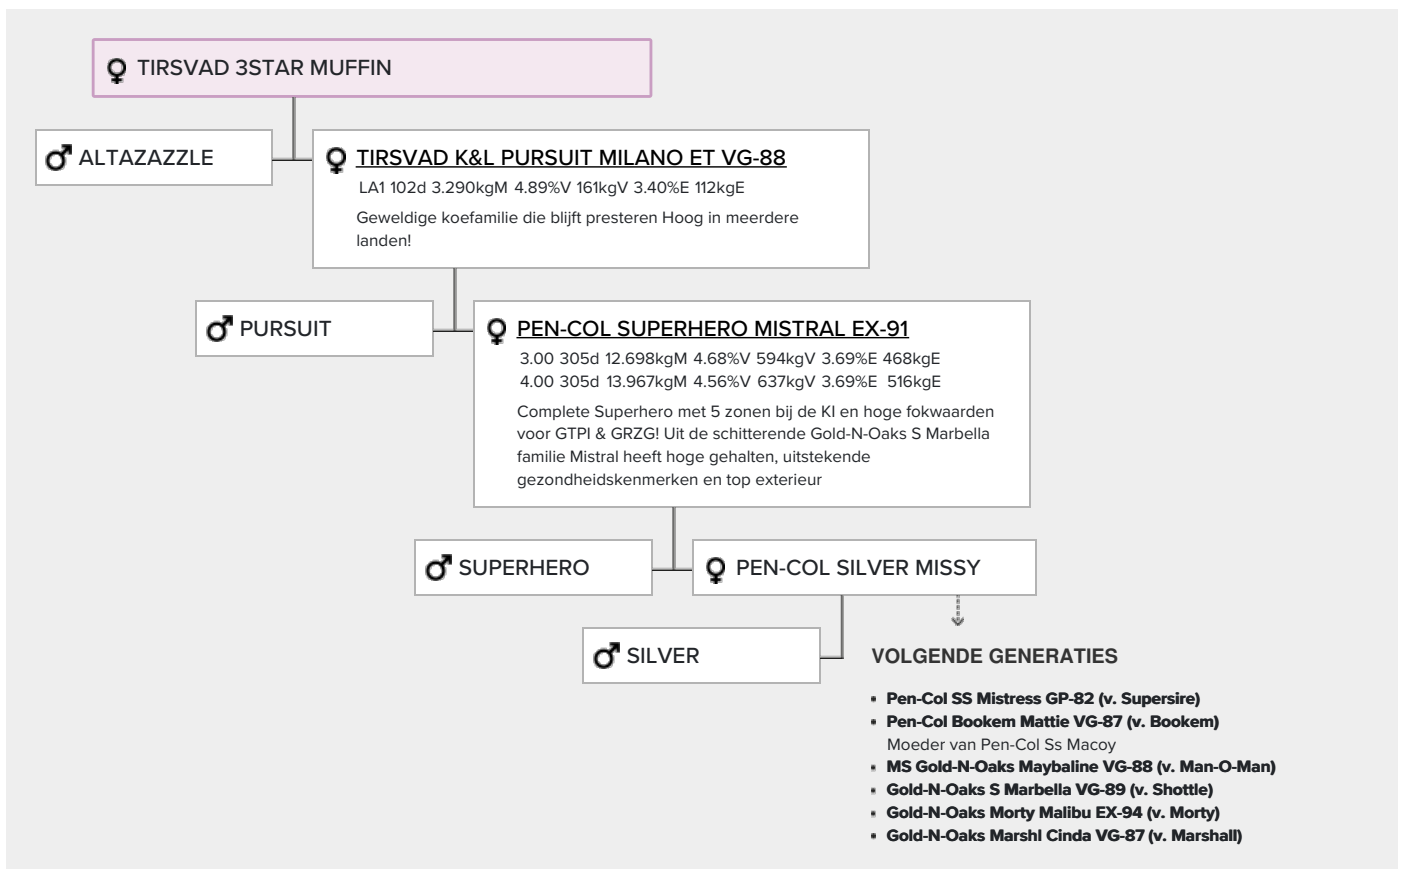 TIRSVAD 3STAR MUFFIN
ALTAZAZZLE
TIRSVAD K&L PURSUIT MILANO ET VG-88
LA1 102d 3.290kgM 4.89%V 161kgV 3.40%E 112kgE
Geweldige koefamilie die blijft presteren Hoog in meerdere
landen!
PURSUIT
PEN-COL SUPERHERO MISTRAL EX-91
3.00 305d 12.698kgM 4.68%V 594kgV 3.69%E 468kgE
4.00 305d 13.967kgM 4.56%V 637kgV 3.69%E 516kgE
Complete Superhero met 5 zonen bij de KI en hoge fokwaarden
voor GTPI & GRZG! Uit de schitterende Gold-N-Oaks S Marbella
familie Mistral heeft hoge gehalten, uitstekende
gezondheidskenmerken en top exterieur
SUPERHERO
PEN-COL SILVER MISSY
SILVER
VOLGENDE GENERATIES
Pen-Col SS Mistress GP-82 (v. Supersire)
Pen-Col Bookem Mattie VG-87 (v. Bookem)
Moeder van Pen-Col Ss Macoy
MS Gold-N-Oaks Maybaline VG-88 (v. Man-O-Man)
Gold-N-Oaks S Marbella VG-89 (v. Shottle)
Gold-N-Oaks Morty Malibu EX-94 (v. Morty)
Gold-N-Oaks Marshl Cinda VG-87 (v. Marshall)